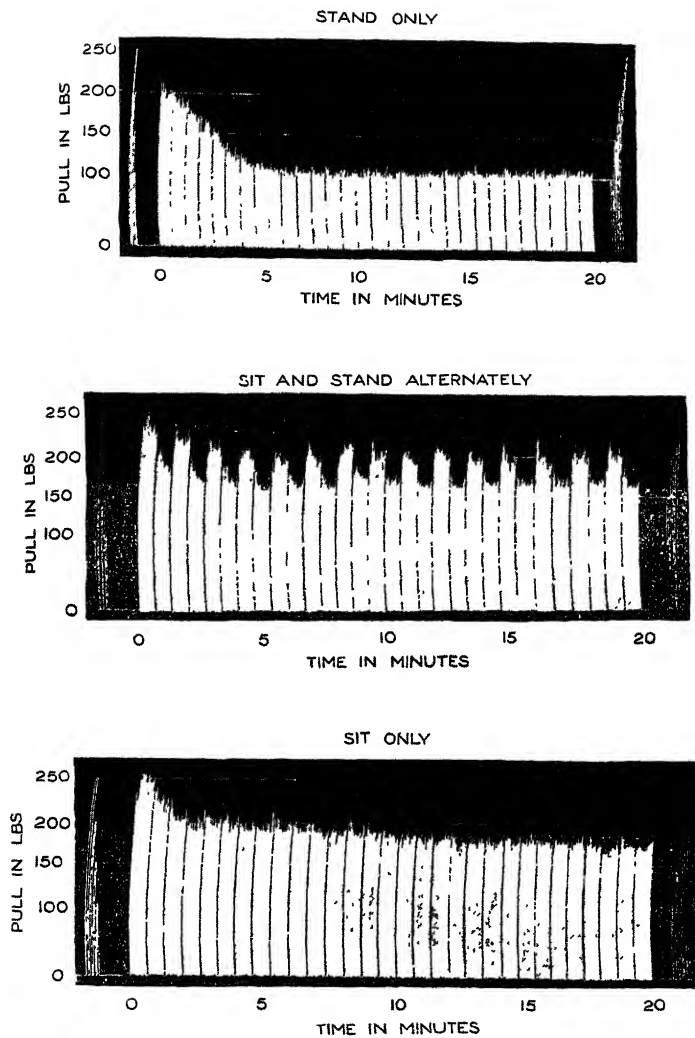 STAND ONLY
250
200
150
100
0
PULL IN LBS
0 5 10 15 20
TIME IN MINUTES
SIT AND STAND ALTERNATELY
250
200
150
100
0
PULL IN LBS
0 5 10 15 20
TIME IN MINUTES
SIT ONLY
250
200
150
100
0
PULL IN LBS
0 5 10 15 20
TIME IN MINUTES